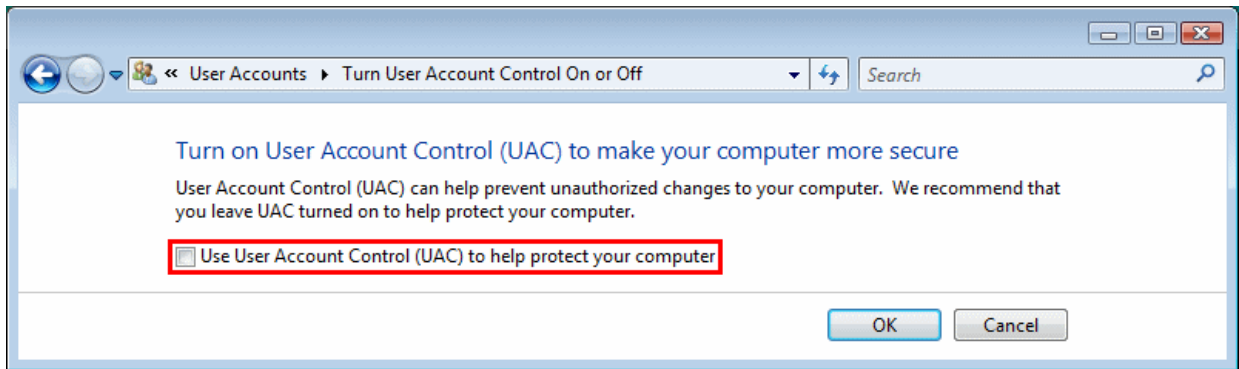 « User Accounts ▸ Turn User Account Control On or Off
Search
Turn on User Account Control (UAC) to make your computer more secure
User Account Control (UAC) can help prevent unauthorized changes to your computer.  We recommend that
you leave UAC turned on to help protect your computer.
Use User Account Control (UAC) to help protect your computer
OK
Cancel